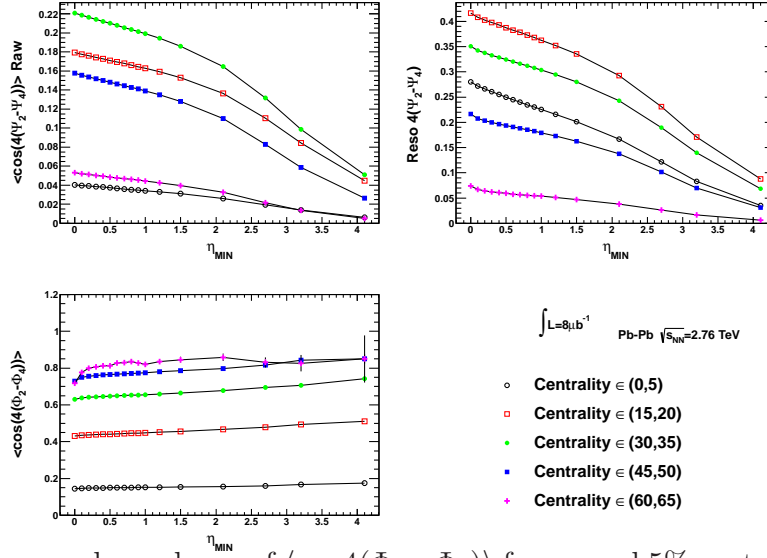 <cos(4(Ψ2-Ψ4))> Raw
0.22
0.2
0.18
0.16
0.14
0.12
0.1
0.08
0.06
0.04
0.02
0
0 0.5 1 1.5 2 2.5 3 3.5 4
ηMIN
Reso 4(Ψ2-Ψ4)
0.4
0.35
0.3
0.25
0.2
0.15
0.1
0.05
0
0 0.5 1 1.5 2 2.5 3 3.5 4
ηMIN
<cos(4(Φ2-Φ4))>
1.2
1
0.8
0.6
0.4
0.2
0
0 0.5 1 1.5 2 2.5 3 3.5 4
ηMIN
∫L=8μb-1
Pb-Pb √sNN=2.76 TeV
Centrality ∈ (0,5)
Centrality ∈ (15,20)
Centrality ∈ (30,35)
Centrality ∈ (45,50)
Centrality ∈ (60,65)